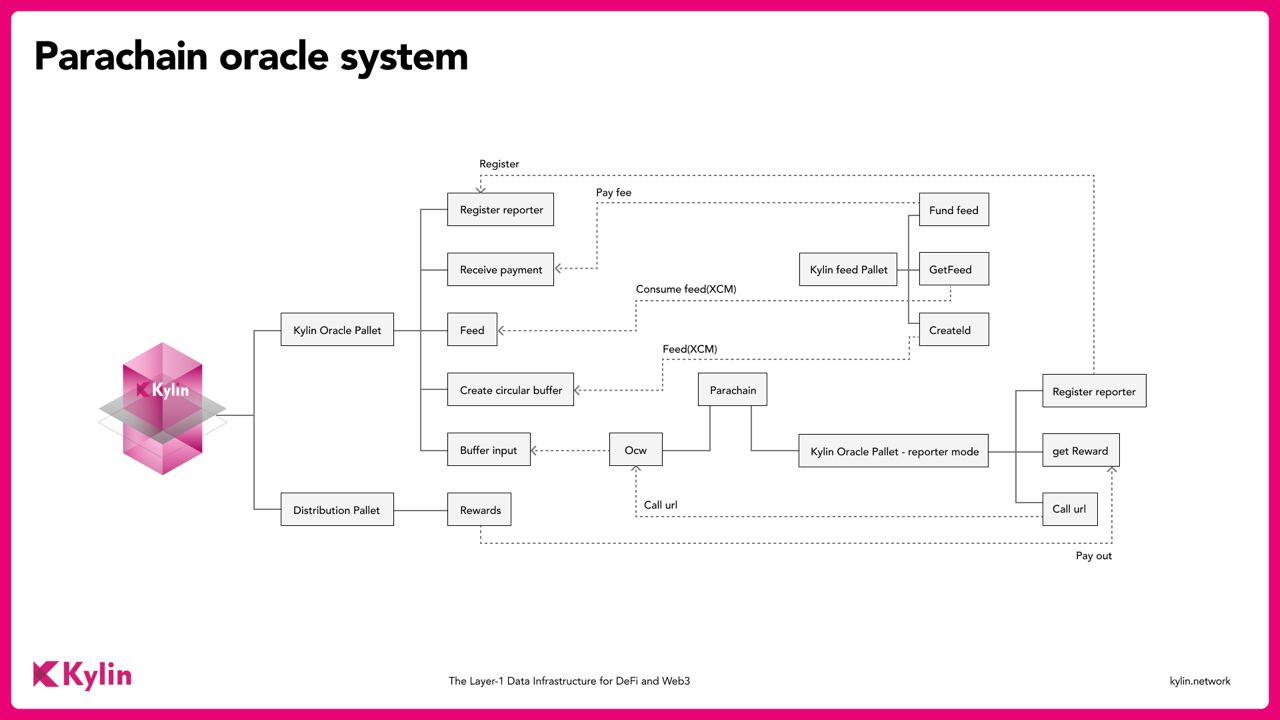 Parachain oracle system
Register
Pay fee
Register reporter
Fund feed
Receive payment
Kylin feed Pallet
GetFeed
Consume feed(XCM)
Kylin Oracle Pallet
Feed
CreateId
Feed(XCM)
Kylin
Create circular buffer
Parachain
Register reporter
Buffer input
Ocw
Kylin Oracle Pallet - reporter mode
get Reward
Distribution Pallet
Rewards
Call url
Call url
Pay out
Kylin
The Layer-1 Data Infrastructure for DeFi and Web3
kylin.network